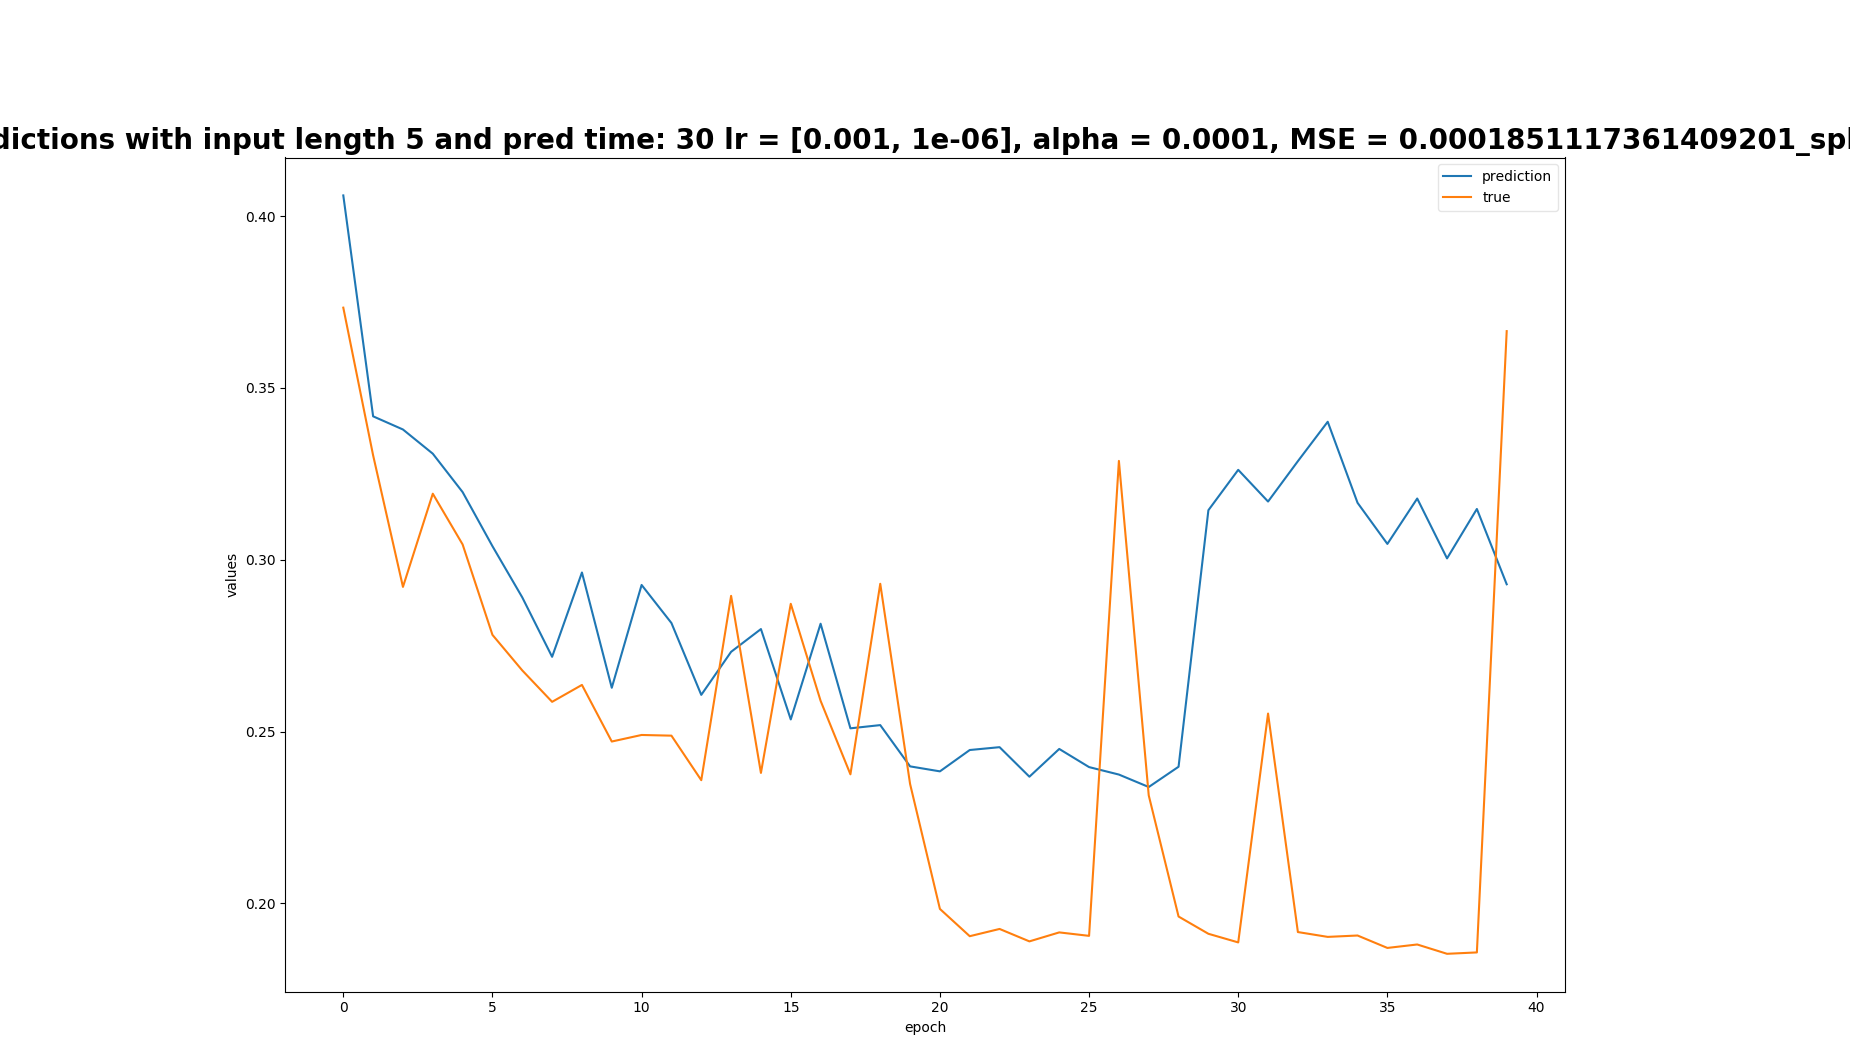 dictions with input length 5 and pred time: 30 lr = [0.001, 1e-06], alpha = 0.0001, MSE = 0.0001851117361409201_spl
prediction
true
0.40
0.35
0.30
0.25
0.20
values
0 5 10 15 20 25 30 35 40
epoch